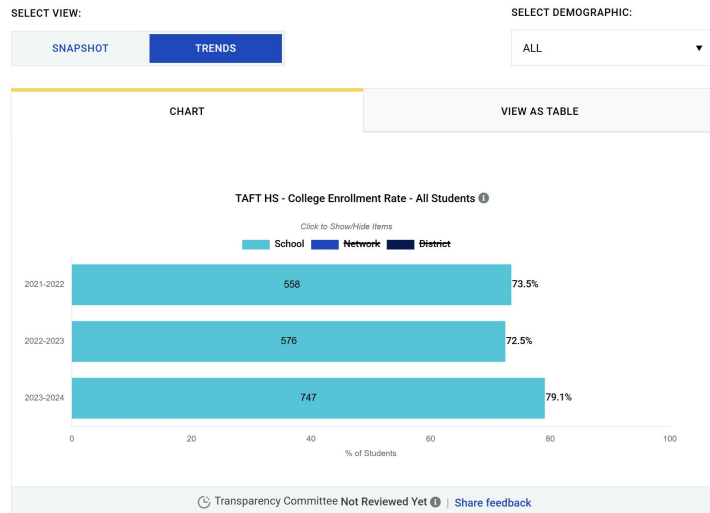 SELECT VIEW:
SELECT DEMOGRAPHIC:
SNAPSHOT
TRENDS
ALL
CHART
VIEW AS TABLE
TAFT HS - College Enrollment Rate - All Students
Click to Show/Hide Items
School Network District
2021-2022 558 73.5%
2022-2023 576 72.5%
2023-2024 747 79.1%
0 20 40 60 80 100
% of Students
Transparency Committee Not Reviewed Yet | Share feedback